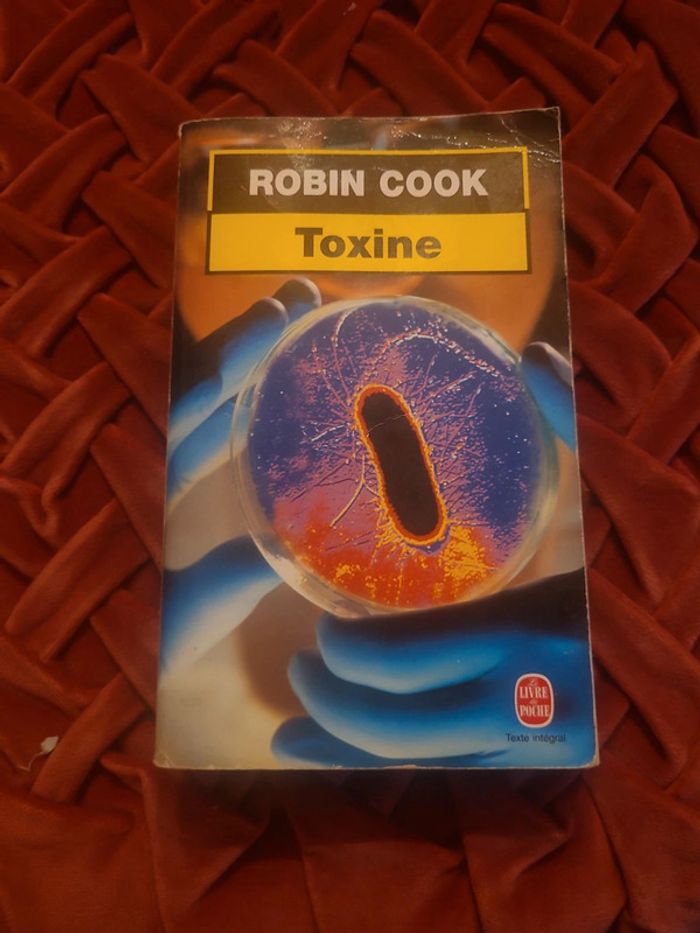 ROBIN COOK
Toxine
Le
LIVRE
de
POCHE
Texte intégral